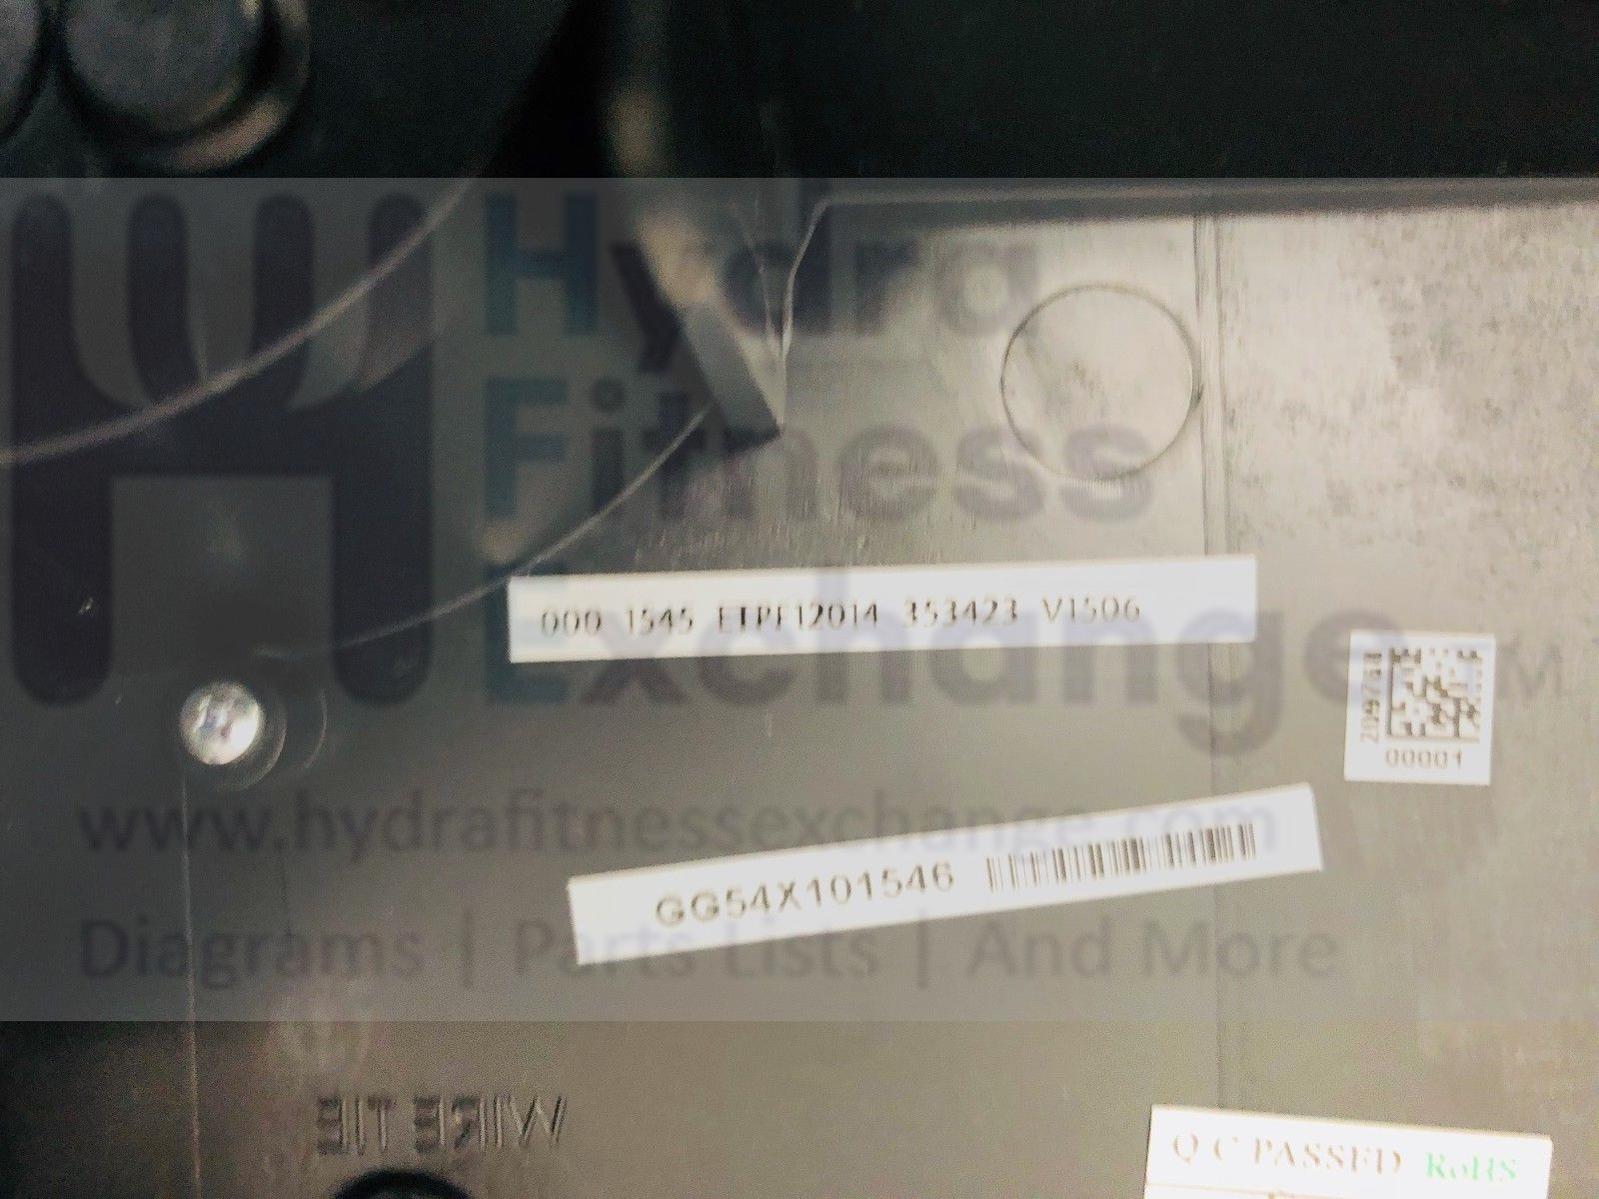 Hydra
Fitness
Exchange
000 1545 ETPF12014 353423 V1506
209768
00001
www.hydrafitnessexchange.com
GG54X101546
Diagrams | Parts Lists | And More
WIRE TIE
Q C PASSED RoHS